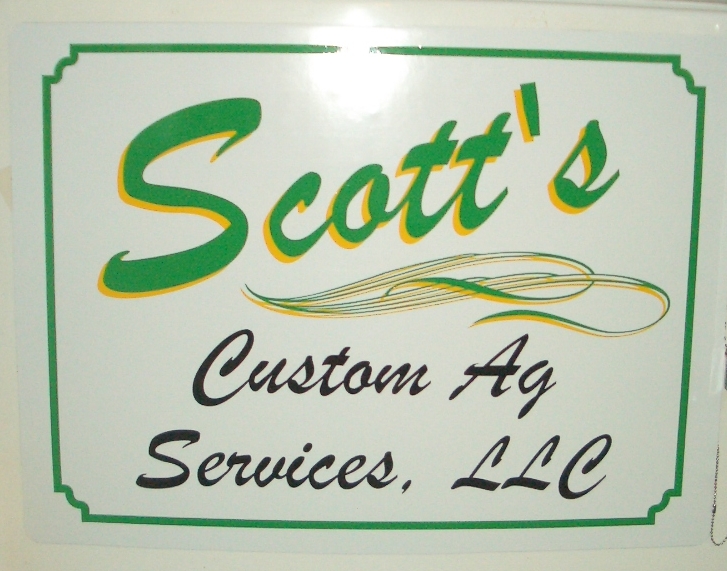 Scott's
Custom Ag
Services, LLC